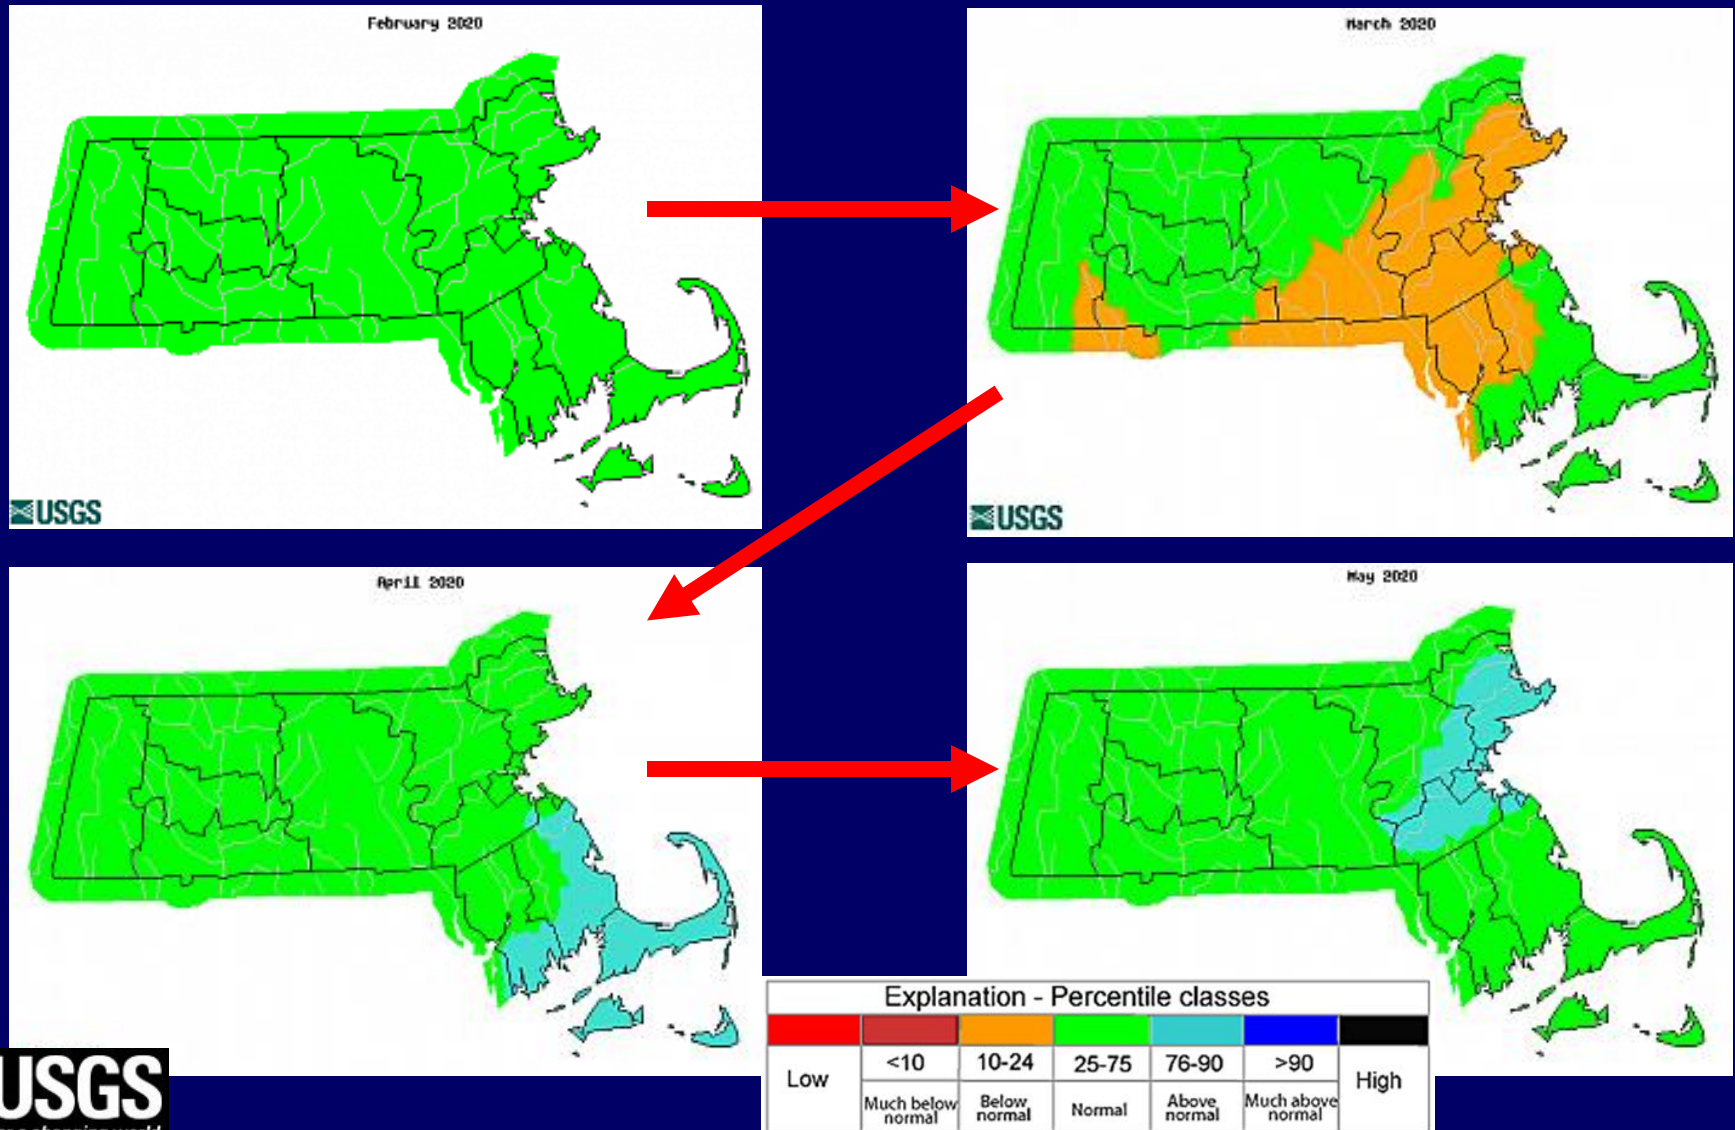 February 2020
USGS
March 2020
USGS
April 2020
May 2020
Explanation - Percentile classes
Low
<10
10-24
25-75
76-90
>90
High
Much below
normal
Below
normal
Normal
Above
normal
Much above
normal
USGS